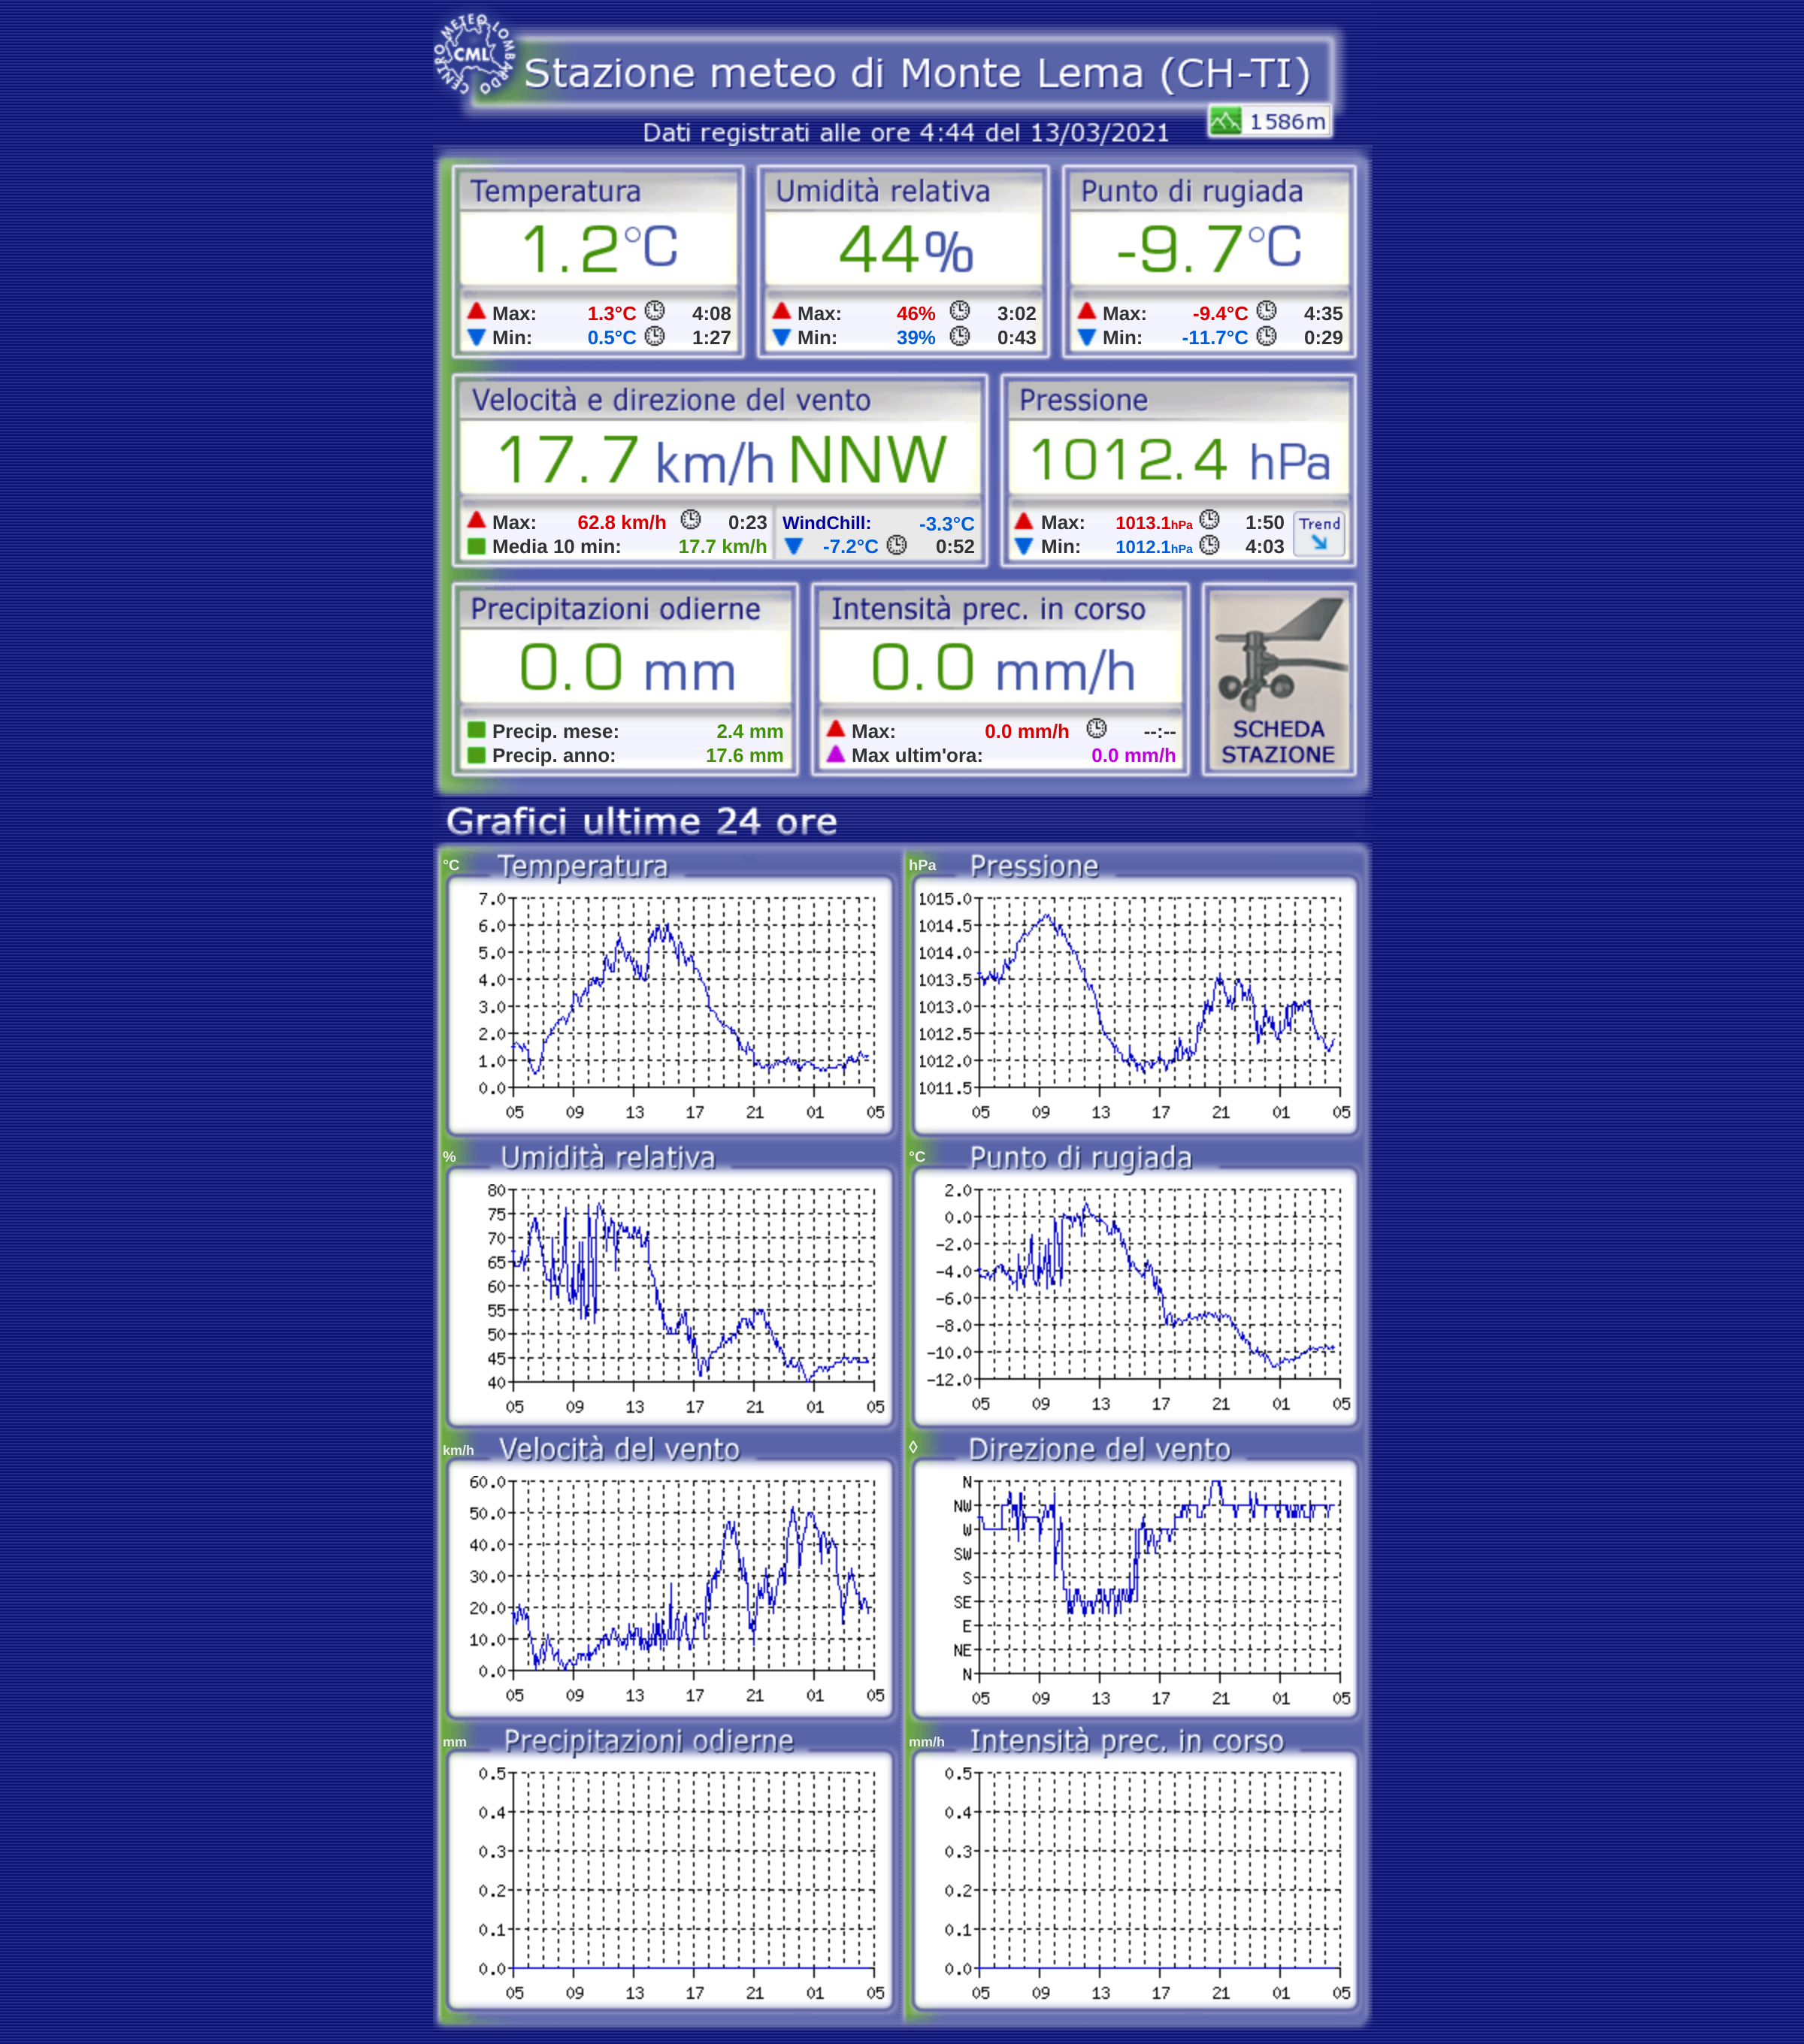 CENTRO METEO LOMBARDO
CML
Stazione meteo di Monte Lema (CH-TI)
1586m
Dati registrati alle ore 4:44 del 13/03/2021
Temperatura
1.2°C
Max: 1.3°C 4:08
Min: 0.5°C 1:27
Umidità relativa
44%
Max: 46% 3:02
Min: 39% 0:43
Punto di rugiada
-9.7°C
Max: -9.4°C 4:35
Min: -11.7°C 0:29
Velocità e direzione del vento
17.7 km/h NNW
Max: 62.8 km/h 0:23
Media 10 min: 17.7 km/h
WindChill: -3.3°C
-7.2°C 0:52
Pressione
1012.4 hPa
Max: 1013.1hPa 1:50
Min: 1012.1hPa 4:03
Trend
Precipitazioni odierne
0.0 mm
Precip. mese: 2.4 mm
Precip. anno: 17.6 mm
Intensità prec. in corso
0.0 mm/h
Max: 0.0 mm/h --:--
Max ultim'ora: 0.0 mm/h
SCHEDA
STAZIONE
Grafici ultime 24 ore
°C Temperatura
7.0
6.0
5.0
4.0
3.0
2.0
1.0
0.0
05 09 13 17 21 01 05
hPa Pressione
1015.0
1014.5
1014.0
1013.5
1013.0
1012.5
1012.0
1011.5
05 09 13 17 21 01 05
% Umidità relativa
80
75
70
65
60
55
50
45
40
05 09 13 17 21 01 05
°C Punto di rugiada
2.0
0.0
-2.0
-4.0
-6.0
-8.0
-10.0
-12.0
05 09 13 17 21 01 05
km/h Velocità del vento
60.0
50.0
40.0
30.0
20.0
10.0
0.0
05 09 13 17 21 01 05
◊ Direzione del vento
N
NW
W
SW
S
SE
E
NE
N
05 09 13 17 21 01 05
mm Precipitazioni odierne
0.5
0.4
0.3
0.2
0.1
0.0
05 09 13 17 21 01 05
mm/h Intensità prec. in corso
0.5
0.4
0.3
0.2
0.1
0.0
05 09 13 17 21 01 05